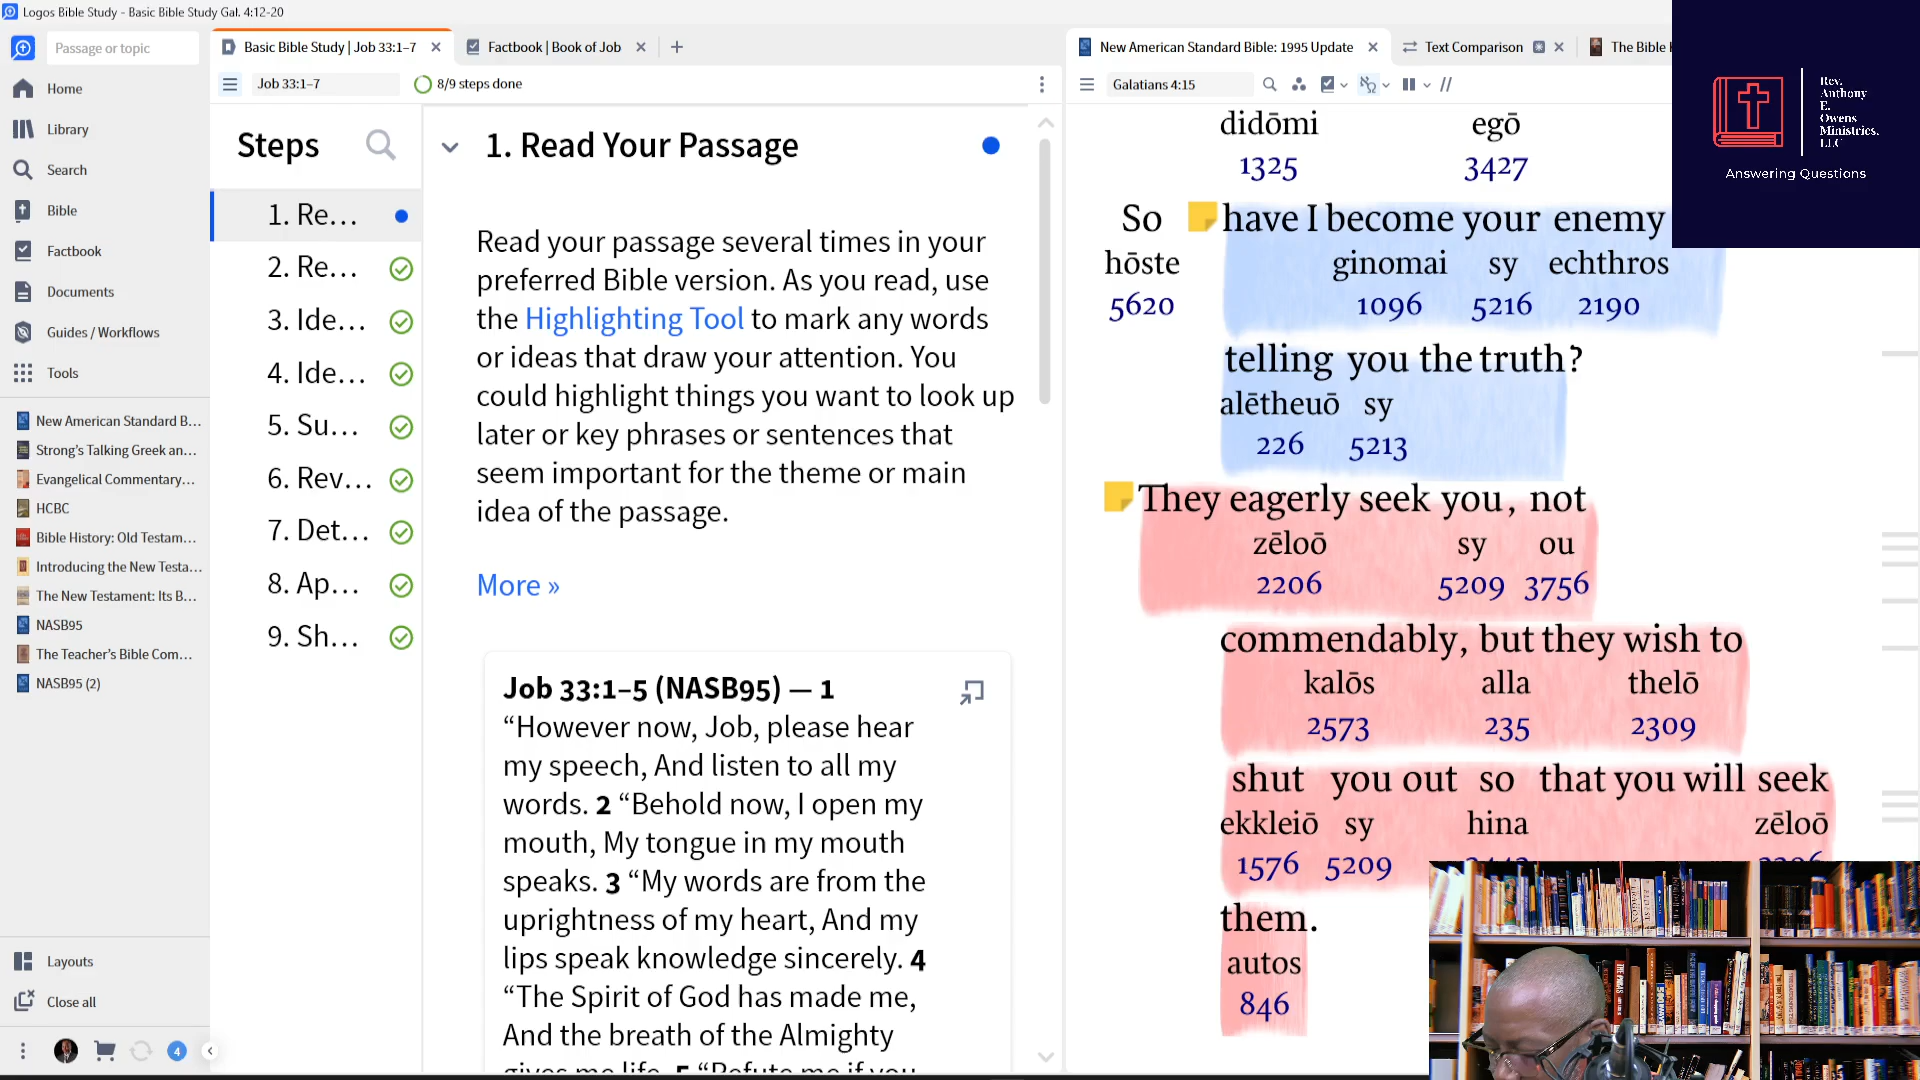 Logos Bible Study - Basic Bible Study Gal. 4:12-20
Passage or topic
Home
Library
Search
Bible
Factbook
Documents
Guides / Workflows
Tools
New American Standard B...
Strong's Talking Greek an...
Evangelical Commentary...
HCBC
Bible History: Old Testam...
Introducing the New Testa...
The New Testament: Its B...
NASB95
The Teacher's Bible Com...
NASB95 (2)
Layouts
Close all
4
Basic Bible Study | Job 33:1–7
Factbook | Book of Job
Job 33:1–7
8/9 steps done
Steps
1. Re...
2. Re...
3. Ide...
4. Ide...
5. Su...
6. Rev...
7. Det...
8. Ap...
9. Sh...
1. Read Your Passage
Read your passage several times in your
preferred Bible version. As you read, use
the Highlighting Tool to mark any words
or ideas that draw your attention. You
could highlight things you want to look up
later or key phrases or sentences that
seem important for the theme or main
idea of the passage.
More »
Job 33:1–5 (NASB95) — 1
“However now, Job, please hear
my speech, And listen to all my
words. 2 “Behold now, I open my
mouth, My tongue in my mouth
speaks. 3 “My words are from the
uprightness of my heart, And my
lips speak knowledge sincerely. 4
“The Spirit of God has made me,
And the breath of the Almighty
gives me life. 5 “Refute me if you
New American Standard Bible: 1995 Update
Text Comparison
The Bible
Galatians 4:15
didōmi egō
1325 3427
So have I become your enemy
hōste ginomai sy echthros
5620 1096 5216 2190
telling you the truth?
alētheuō sy
226 5213
They eagerly seek you, not
zēloō sy ou
2206 5209 3756
commendably, but they wish to
kalōs alla thelō
2573 235 2309
shut you out so that you will seek
ekkleiō sy hina zēloō
1576 5209
them.
autos
846
Rev.
Anthony
E.
Owens
Ministries,
LLC
Answering Questions